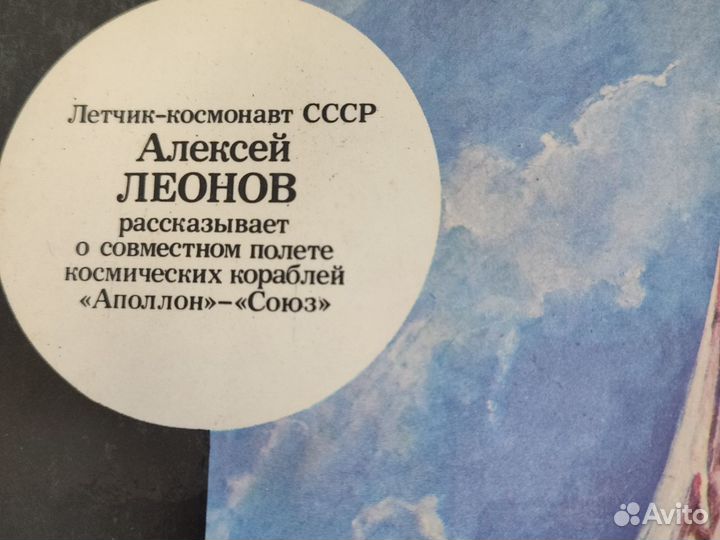 Летчик-космонавт СССР
Алексей
ЛЕОНОВ
рассказывает
о совместном полете
космических кораблей
«Аполлон»–«Союз»
Avito